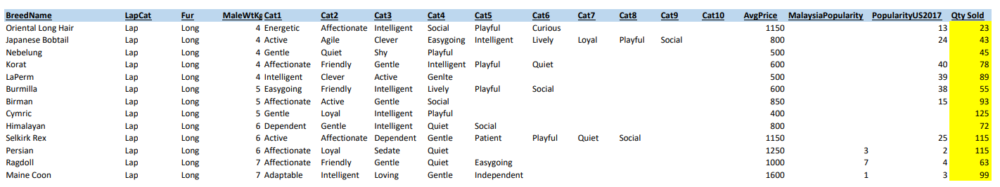 BreedName LapCat Fur MaleWtKg Cat1 Cat2 Cat3 Cat4 Cat5 Cat6 Cat7 Cat8 Cat9 Cat10 AvgPrice MalaysiaPopularity PopularityUS2017 Qty Sold
Oriental Long Hair Lap Long 4 Energetic Affectionate Intelligent Social Playful Curious 1150 13 23
Japanese Bobtail Lap Long 4 Active Agile Clever Easygoing Intelligent Lively Loyal Playful Social 800 24 43
Nebelung Lap Long 4 Gentle Quiet Shy Playful 500 45
Korat Lap Long 4 Affectionate Friendly Gentle Intelligent Playful Quiet 600 40 78
LaPerm Lap Long 4 Intelligent Clever Active Genlte 500 39 89
Burmilla Lap Long 5 Easygoing Friendly Intelligent Lively Playful Social 600 38 55
Birman Lap Long 5 Affectionate Active Gentle Social 850 15 93
Cymric Lap Long 5 Gentle Loyal Intelligent Playful 400 125
Himalayan Lap Long 6 Dependent Gentle Intelligent Quiet Social 800 72
Selkirk Rex Lap Long 6 Active Affectionate Dependent Gentle Patient Playful Quiet Social 1150 25 115
Persian Lap Long 6 Affectionate Loyal Sedate Quiet 1250 3 2 115
Ragdoll Lap Long 7 Affectionate Friendly Gentle Quiet Easygoing 1000 7 4 63
Maine Coon Lap Long 7 Adaptable Intelligent Loving Gentle Independent 1600 1 3 99